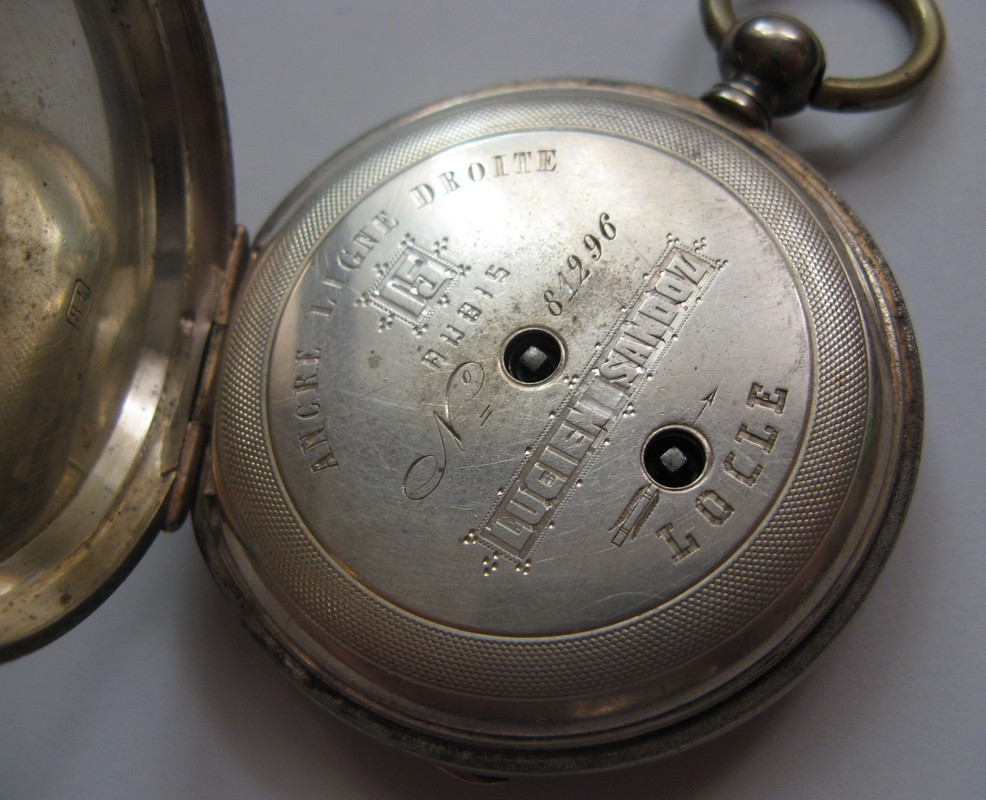 ANCRE LIGNE DROITE
15
RUBIS
Nº 81296
LUCIEN SANDOZ
LOCLE